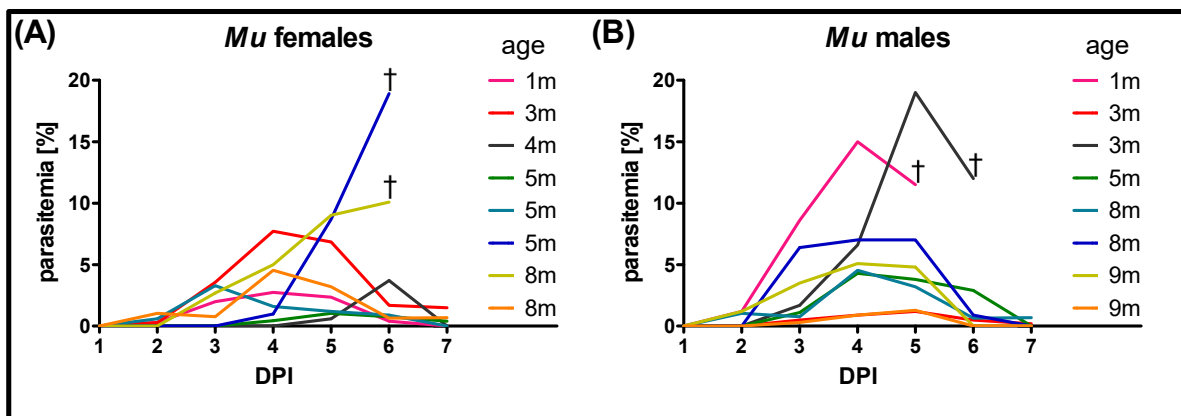 (A)
Mu females
age
parasitemia [%]
20
15
10
5
0
1 2 3 4 5 6 7
DPI
†
†
1m
3m
4m
5m
5m
5m
8m
8m
(B)
Mu males
age
parasitemia [%]
20
15
10
5
0
1 2 3 4 5 6 7
DPI
†
†
1m
3m
3m
5m
8m
8m
9m
9m